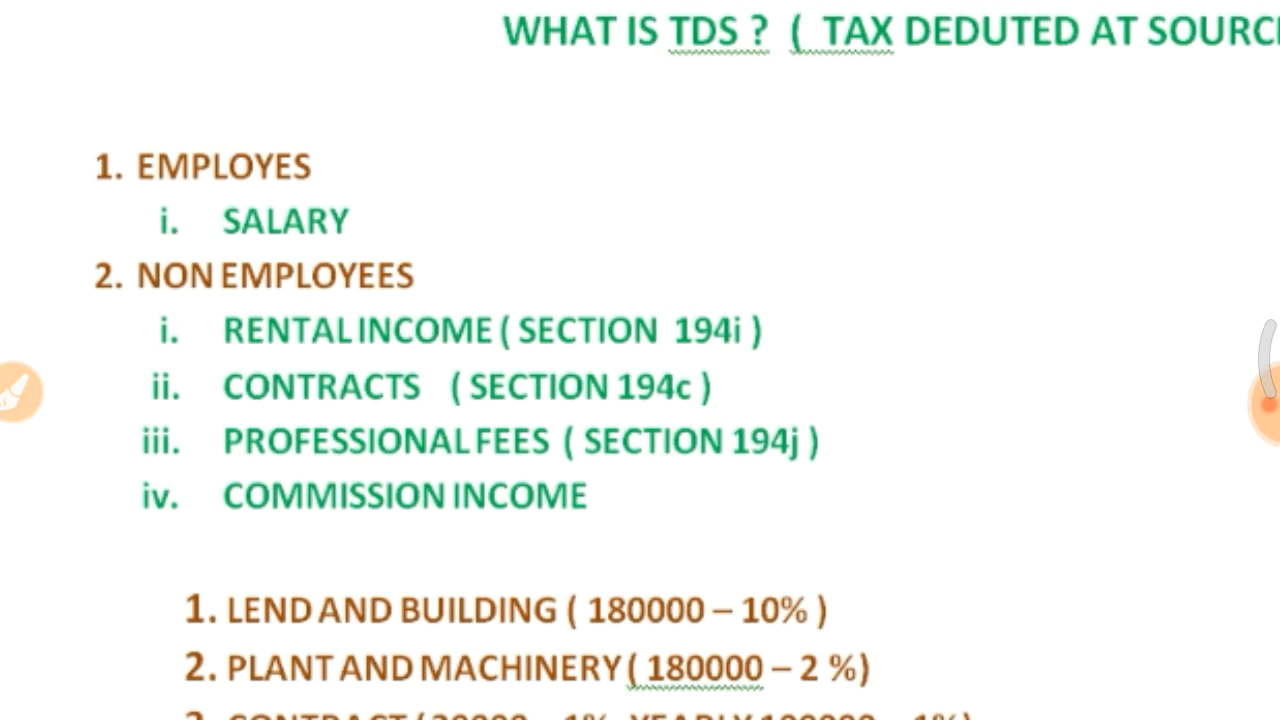 WHAT IS TDS ? ( TAX DEDUTED AT SOURC
1. EMPLOYES
i. SALARY
2. NON EMPLOYEES
i. RENTAL INCOME ( SECTION 194i )
ii. CONTRACTS ( SECTION 194c )
iii. PROFESSIONAL FEES ( SECTION 194j )
iv. COMMISSION INCOME
1. LEND AND BUILDING ( 180000 – 10% )
2. PLANT AND MACHINERY ( 180000 – 2 %)